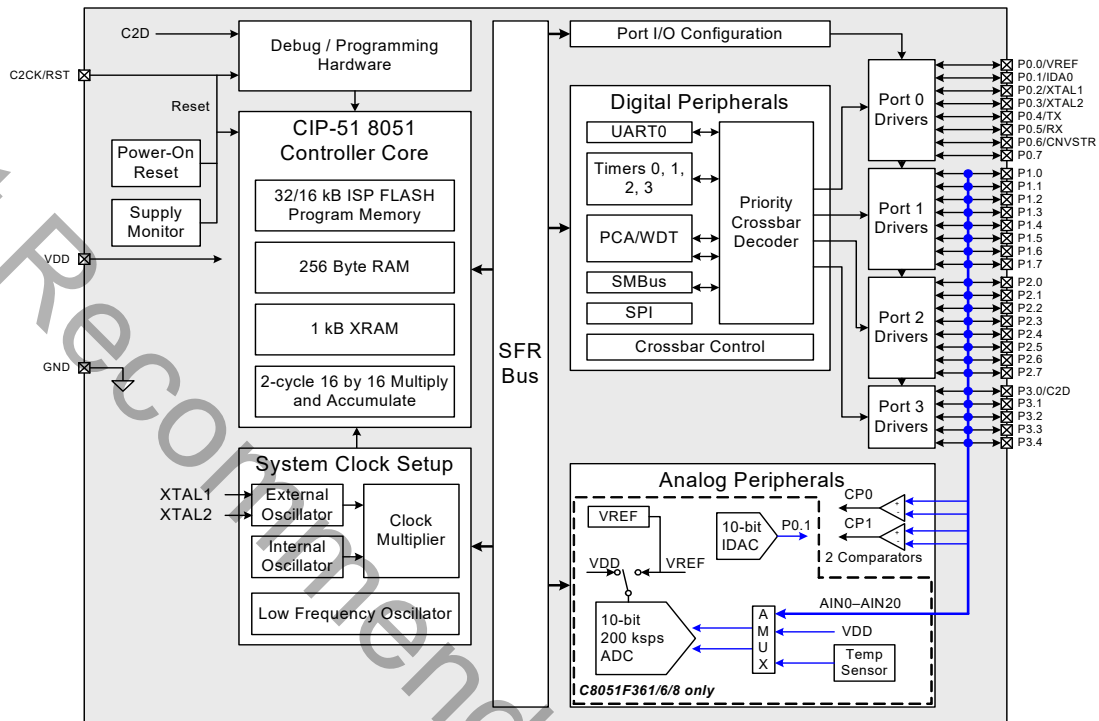 C2D
C2CK/RST
Reset
Power-On
Reset
Supply
Monitor
VDD
GND
Debug / Programming
Hardware
CIP-51 8051
Controller Core
32/16 kB ISP FLASH
Program Memory
256 Byte RAM
1 kB XRAM
2-cycle 16 by 16 Multiply
and Accumulate
System Clock Setup
XTAL1
XTAL2
External
Oscillator
Internal
Oscillator
Clock
Multiplier
Low Frequency Oscillator
SFR
Bus
Port I/O Configuration
Digital Peripherals
UART0
Timers 0, 1,
2, 3
PCA/WDT
SMBus
SPI
Priority
Crossbar
Decoder
Crossbar Control
Port 0
Drivers
Port 1
Drivers
Port 2
Drivers
Port 3
Drivers
P0.0/VREF
P0.1/IDA0
P0.2/XTAL1
P0.3/XTAL2
P0.4/TX
P0.5/RX
P0.6/CNVSTR
P0.7
P1.0
P1.1
P1.2
P1.3
P1.4
P1.5
P1.6
P1.7
P2.0
P2.1
P2.2
P2.3
P2.4
P2.5
P2.6
P2.7
P3.0/C2D
P3.1
P3.2
P3.3
P3.4
Analog Peripherals
VREF
VDD
VREF
10-bit
200 ksps
ADC
10-bit
IDAC
P0.1
CP0
+
-
CP1
+
-
2 Comparators
AIN0–AIN20
A
M
U
X
VDD
Temp
Sensor
C8051F361/6/8 only
Recommend